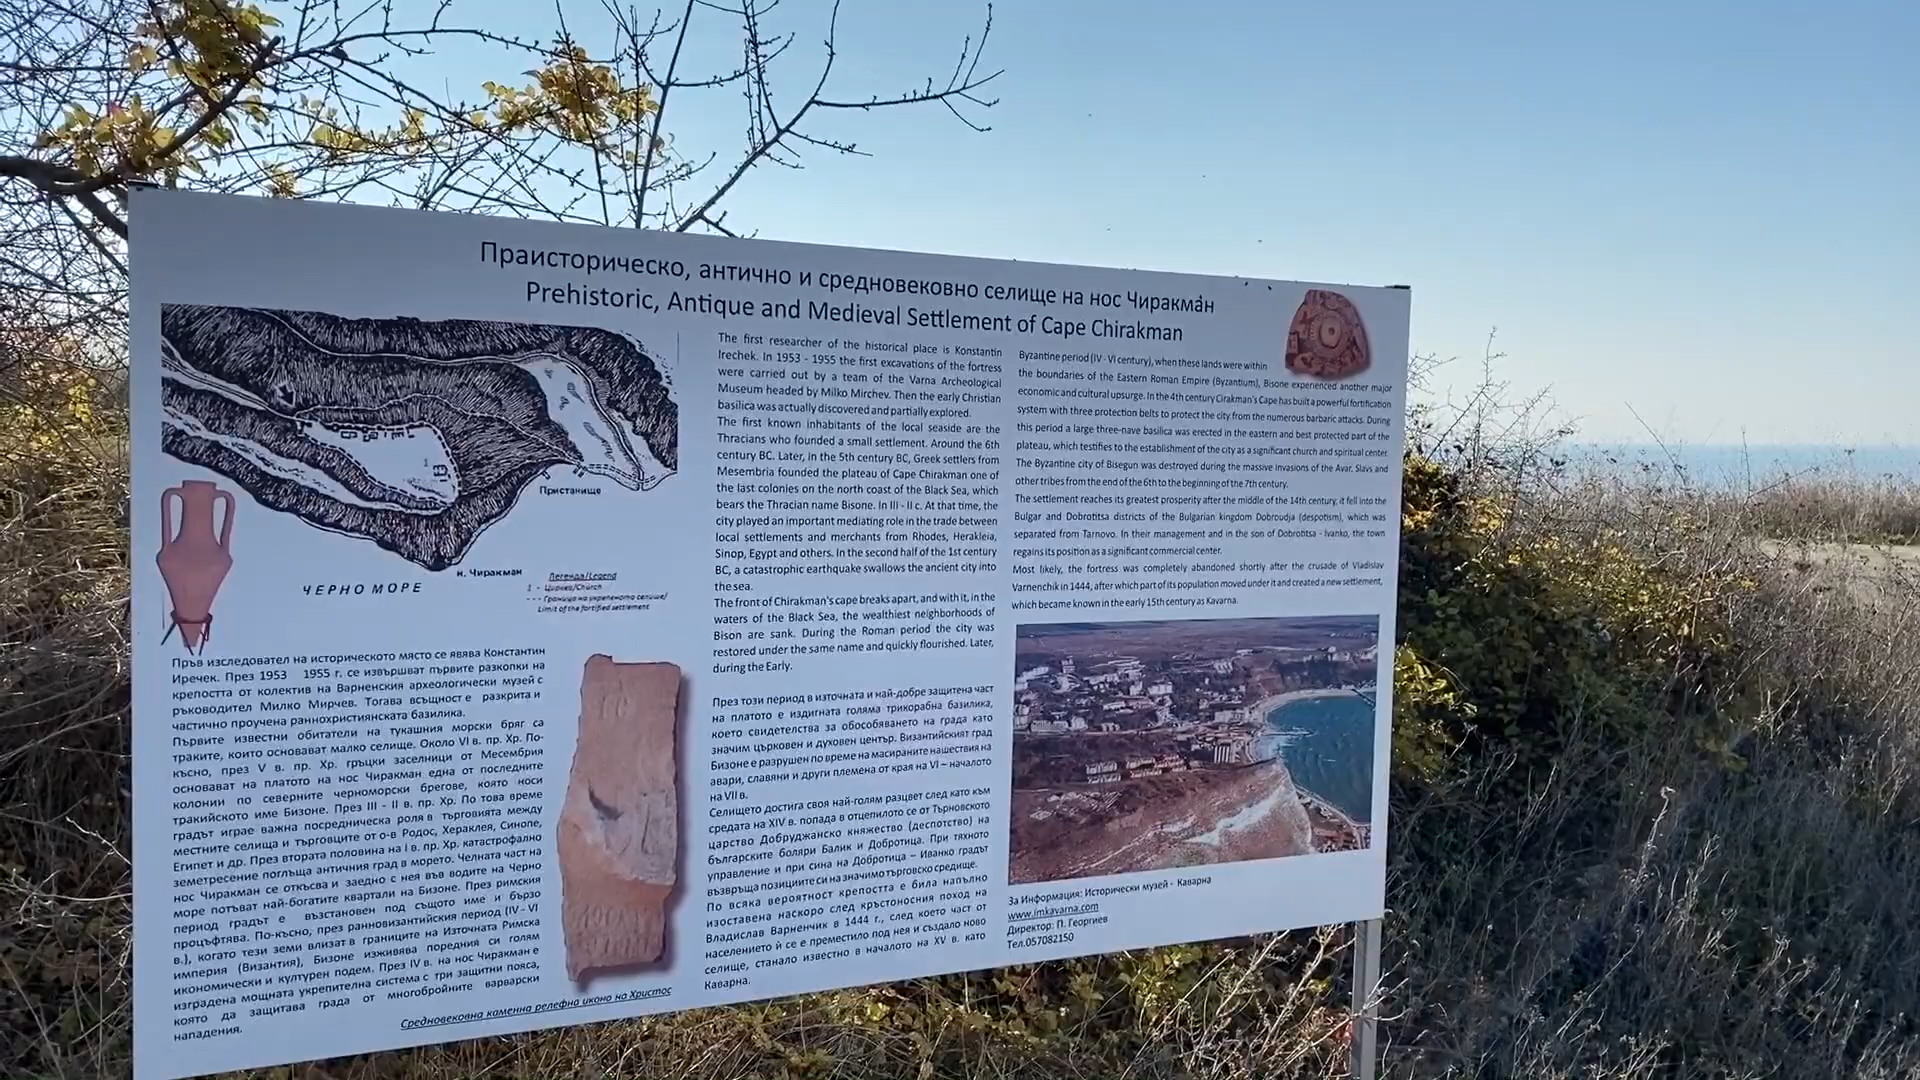 Праисторическо, антично и средновековно селище на нос Чиракман
Prehistoric, Antique and Medieval Settlement of Cape Chirakman
1
Пристанище
н. Чиракман
ЧЕРНО МОРЕ
Легенда/Legend
1 - Църква/Church
- - - Граница на укрепеното селище/
Limit of the fortified settlement
Пръв изследовател на историческото място се явява Константин
Иречек. През 1953 1955 г. се извършват първите разкопки на
крепостта от колектив на Варненския археологически музей с
ръководител Милко Мирчев. Тогава всъщност е разкрита и
частично проучена раннохристиянската базилика.
Първите известни обитатели на тукашния морски бряг са
траките, които основават малко селище. Около VI в. пр. Хр. По-
късно, през V в. пр. Хр. гръцки заселници от Месембрия
основават на платото на нос Чиракман една от последните
колонии по северните черноморски брегове, която носи
тракийското име Бизоне. През III - II в. пр. Хр. По това време
градът играе важна посредническа роля в търговията между
местните селища и търговците от о-в Родос, Хераклея, Синопе,
Египет и др. През втората половина на I в. пр. Хр. катастрофално
земетресение поглъща античния град в морето. Челната част на
нос Чиракман се откъсва и заедно с нея във водите на Черно
море потъват най-богатите квартали на Бизоне. През римския
период градът е възстановен под същото име и бързо
процъфтява. По-късно, през ранновизантийския период (IV - VI
в.), когато тези земи влизат в границите на Източната Римска
империя (Византия), Бизоне изживява поредния си голям
икономически и културен подем. През IV в. на нос Чиракман е
изградена мощната укрепителна система с три защитни пояса,
която да защитава града от многобройните варварски
нападения.
Средновековна каменна релефна икона на Христос
The first researcher of the historical place is Konstantin
Irechek. In 1953 - 1955 the first excavations of the fortress
were carried out by a team of the Varna Archeological
Museum headed by Milko Mirchev. Then the early Christian
basilica was actually discovered and partially explored.
The first known inhabitants of the local seaside are the
Thracians who founded a small settlement. Around the 6th
century BC. Later, in the 5th century BC, Greek settlers from
Mesembria founded the plateau of Cape Chirakman one of
the last colonies on the north coast of the Black Sea, which
bears the Thracian name Bisone. In III - II c. At that time, the
city played an important mediating role in the trade between
local settlements and merchants from Rhodes, Herakleia,
Sinop, Egypt and others. In the second half of the 1st century
BC, a catastrophic earthquake swallows the ancient city into
the sea.
The front of Chirakman's cape breaks apart, and with it, in the
waters of the Black Sea, the wealthiest neighborhoods of
Bison are sank. During the Roman period the city was
restored under the same name and quickly flourished. Later,
during the Early.
През този период в източната и най-добре защитена част
на платото е издигната голяма трикорабна базилика,
което свидетелства за обособяването на града като
значим църковен и духовен център. Византийският град
Бизоне е разрушен по време на масираните нашествия на
авари, славяни и други племена от края на VI – началото
на VII в.
Селището достига своя най-голям разцвет след като към
средата на XIV в. попада в отцепилото се от Търновското
царство Добруджанско княжество (деспотство) на
българските боляри Балик и Добротица. При тяхното
управление и при сина на Добротица – Иванко градът
възвръща позициите си на значимо търговско средище.
По всяка вероятност крепостта е била напълно
изоставена наскоро след кръстоносния поход на
Владислав Варненчик в 1444 г., след което част от
населението ѝ се е преместило под нея и създало ново
селище, станало известно в началото на XV в. като
Каварна.
Byzantine period (IV - VI century), when these lands were within
the boundaries of the Eastern Roman Empire (Byzantium), Bisone experienced another major
economic and cultural upsurge. In the 4th century Cirakman's Cape has built a powerful fortification
system with three protection belts to protect the city from the numerous barbaric attacks. During
this period a large three-nave basilica was erected in the eastern and best protected part of the
plateau, which testifies to the establishment of the city as a significant church and spiritual center.
The Byzantine city of Bisegun was destroyed during the massive invasions of the Avar, Slavs and
other tribes from the end of the 6th to the beginning of the 7th century.
The settlement reaches its greatest prosperity after the middle of the 14th century, it fell into the
Bulgar and Dobrotitsa districts of the Bulgarian kingdom Dobroudja (despotism), which was
separated from Tarnovo. In their management and in the son of Dobrotitsa - Ivanko, the town
regains its position as a significant commercial center.
Most likely, the fortress was completely abandoned shortly after the crusade of Vladislav
Varnenchik in 1444, after which part of its population moved under it and created a new settlement,
which became known in the early 15th century as Kavarna.
За Информация: Исторически музей - Каварна
www.imkavarna.com
Директор: П. Георгиев
Тел.057082150